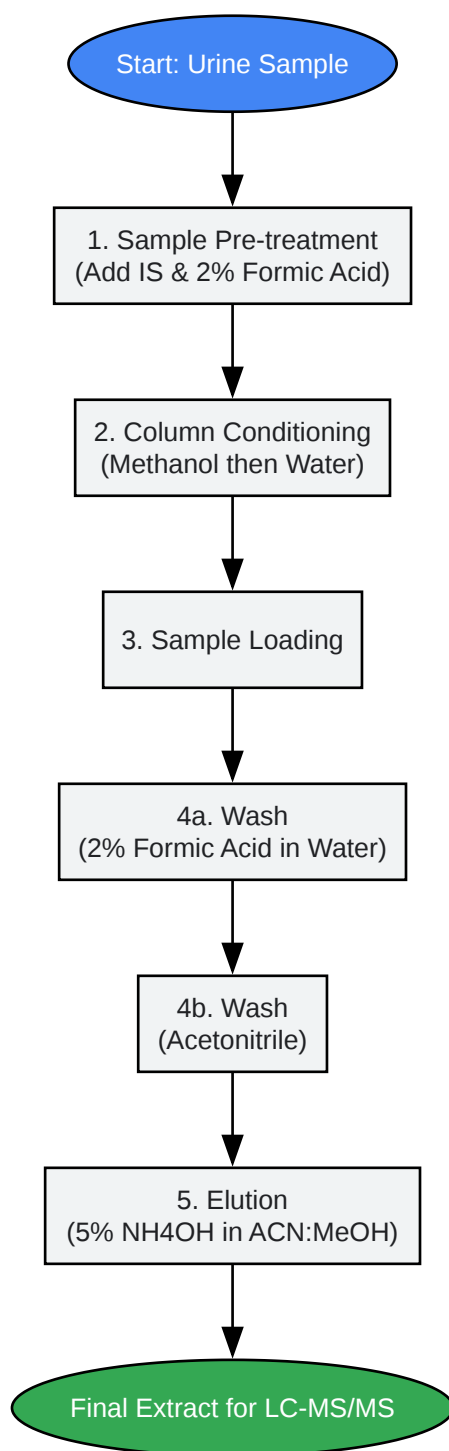 Start: Urine Sample
1. Sample Pre-treatment
(Add IS & 2% Formic Acid)
2. Column Conditioning
(Methanol then Water)
3. Sample Loading
4a. Wash
(2% Formic Acid in Water)
4b. Wash
(Acetonitrile)
5. Elution
(5% NH4OH in ACN:MeOH)
Final Extract for LC-MS/MS